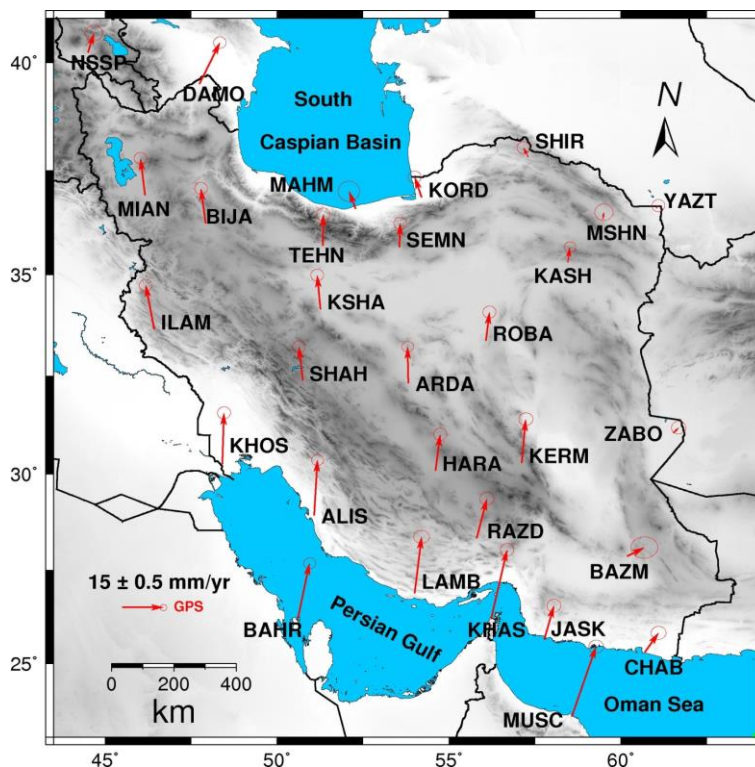 40°
NSSP
DAMO
South
Caspian Basin
N
SHIR
MAHM
KORD
YAZT
MIAN
BIJA
TEHN
SEMN
MSHN
35°
KASH
KSHA
ILAM
ROBA
SHAH
ARDA
ZABO
KHOS
30°
HARA
KERM
ALIS
RAZD
BAZM
15 ± 0.5 mm/yr
GPS
LAMB
BAHR
Persian Gulf
KHAS
JASK
25°
CHAB
0 200 400
km
MUSC
Oman Sea
45° 50° 55° 60°